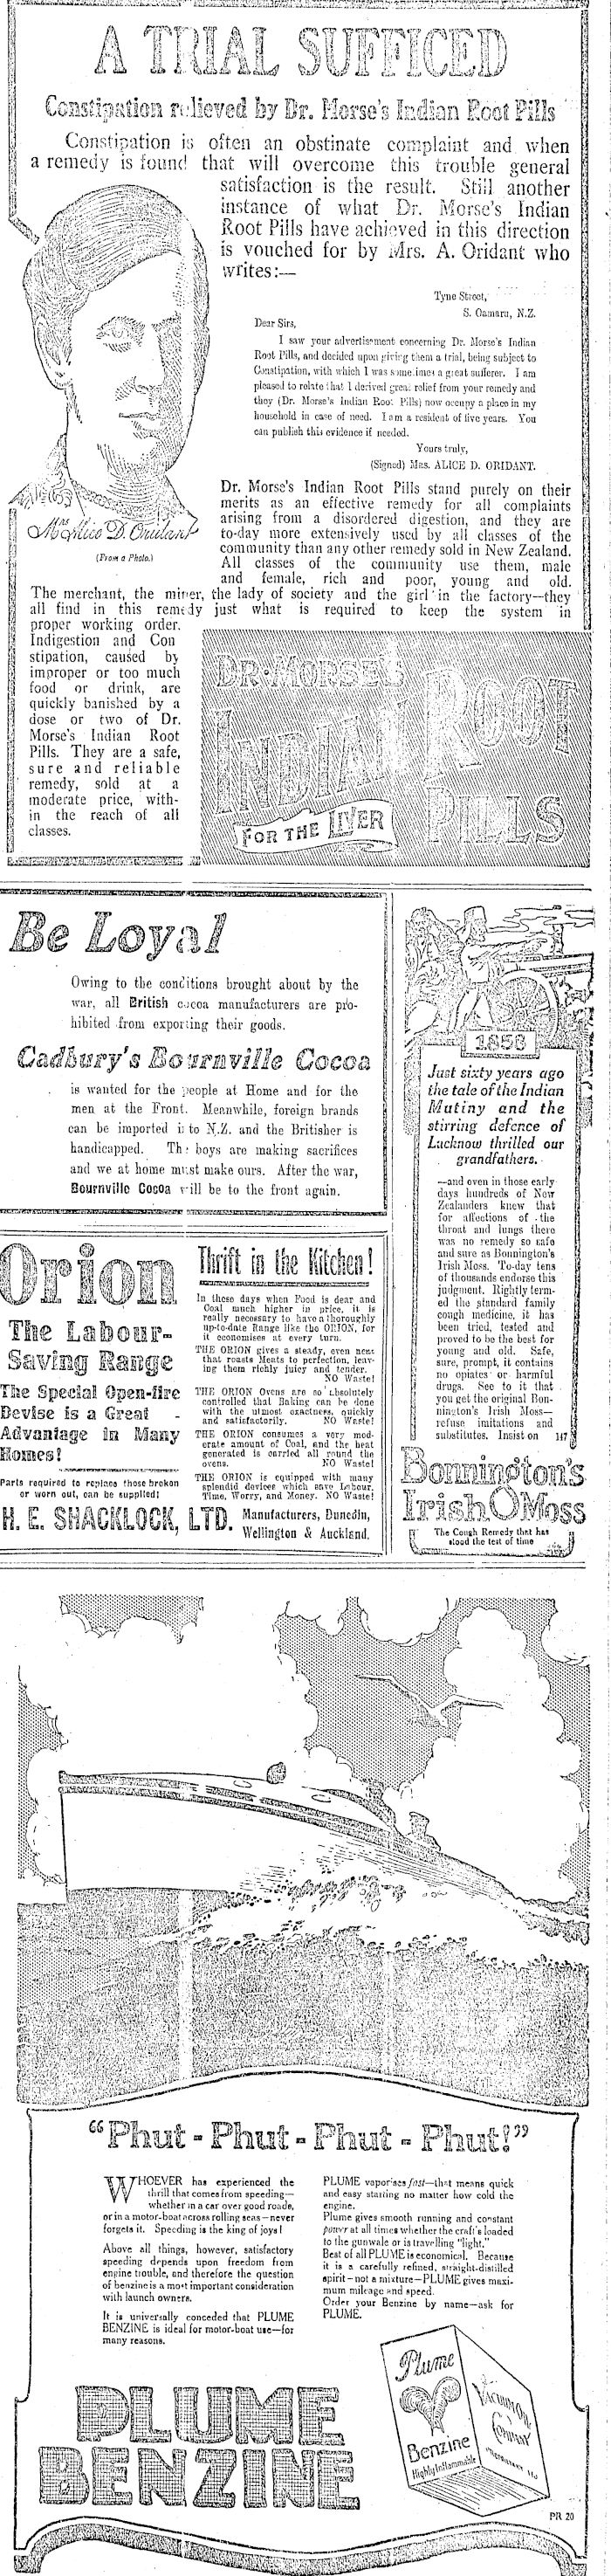 A TRIAL SUFFICED
Constipation relieved by Dr. Morse's Indian Root Pills
Constipation is often an obstinate complaint and when
a remedy is found that will overcome this trouble general
satisfaction is the result. Still another
instance of what Dr. Morse's Indian
Root Pills have achieved in this direction
is vouched for by Mrs. A. Oridant who
writes:—
Tyne Street,
S. Oamaru, N.Z.
Dear Sirs,
I saw your advertisement concerning Dr. Morse's Indian
Root Pills, and decided upon giving them a trial, being subject to
Constipation, with which I was sometimes a great sufferer. I am
pleased to relate that I derived great relief from your remedy and
they (Dr. Morse's Indian Root Pills) now occupy a place in my
household in case of need. I am a resident of five years. You
can publish this evidence if needed.
Yours truly,
(Signed) Mrs. ALICE D. ORIDANT.
Mrs Alice D. Oridant
(From a Photo.)
Dr. Morse's Indian Root Pills stand purely on their
merits as an effective remedy for all complaints
arising from a disordered digestion, and they are
to-day more extensively used by all classes of the
community than any other remedy sold in New Zealand.
All classes of the community use them, male
and female, rich and poor, young and old.
The merchant, the miner, the lady of society and the girl in the factory—they
all find in this remedy just what is required to keep the system in
proper working order.
Indigestion and Con
stipation, caused by
improper or too much
food or drink, are
quickly banished by a
dose or two of Dr.
Morse's Indian Root
Pills. They are a safe,
sure and reliable
remedy, sold at a
moderate price, with-
in the reach of all
classes.
DR. MORSE'S
INDIAN ROOT
PILLS
FOR THE LIVER
Be Loyal
Owing to the conditions brought about by the
war, all British cocoa manufacturers are pro-
hibited from exporting their goods.
Cadbury's Bournville Cocoa
is wanted for the people at Home and for the
men at the Front. Meanwhile, foreign brands
can be imported into N.Z. and the Britisher is
handicapped. The boys are making sacrifices
and we at home must make ours. After the war,
Bournville Cocoa will be to the front again.
Orion
The Labour-
Saving Range
The Special Open-fire
Devise is a Great
Advantage in Many
Homes!
Parts required to replace those broken
or worn out, can be supplied!
Thrift in the Kitchen!
In these days when Food is dear and
Coal much higher in price, it is
really necessary to have a thoroughly
up-to-date Range like the ORION, for
it economises at every turn.
THE ORION gives a steady, even heat
that roasts Meats to perfection, leav-
ing them richly juicy and tender.
NO Waste!
THE ORION Ovens are so absolutely
controlled that Baking can be done
with the utmost exactness, quickly
and satisfactorily. NO Waste!
THE ORION consumes a very mod-
erate amount of Coal, and the heat
generated is carried all round the
ovens. NO Waste!
THE ORION is equipped with many
splendid devices which save Labour,
Time, Worry, and Money. NO Waste!
H. E. SHACKLOCK, LTD. Manufacturers, Dunedin,
Wellington & Auckland.
1858
Just sixty years ago
the tale of the Indian
Mutiny and the
stirring defence of
Lucknow thrilled our
grandfathers.
—and even in those early
days hundreds of New
Zealanders knew that
for affections of the
throat and lungs there
was no remedy so safe
and sure as Bonnington's
Irish Moss. To-day tens
of thousands endorse this
judgment. Rightly term-
ed the standard family
cough medicine, it has
been tried, tested and
proved to be the best for
young and old. Safe,
sure, prompt, it contains
no opiates or harmful
drugs. See to it that
you get the original Bon-
nington's Irish Moss—
refuse imitations and
substitutes. Insist on 147
Bonnington's
Irish Moss
The Cough Remedy that has
stood the test of time
"Phut - Phut - Phut - Phut!"
WHOEVER has experienced the
thrill that comes from speeding—
whether in a car over good roads,
or in a motor-boat across rolling seas—never
forgets it. Speeding is the king of joys!
Above all things, however, satisfactory
speeding depends upon freedom from
engine trouble, and therefore the question
of benzine is a most important consideration
with launch owners.
It is universally conceded that PLUME
BENZINE is ideal for motor-boat use—for
many reasons.
PLUME vaporises fast—that means quick
and easy starting no matter how cold the
engine.
Plume gives smooth running and constant
power at all times whether the craft's loaded
to the gunwale or is travelling "light."
Best of all PLUME is economical. Because
it is a carefully refined, straight-distilled
spirit—not a mixture—PLUME gives maxi-
mum mileage and speed.
Order your Benzine by name—ask for
PLUME.
PLUME
BENZINE
Plume
Benzine
Highly Inflammable
Vacuum Oil
Company
PR 20